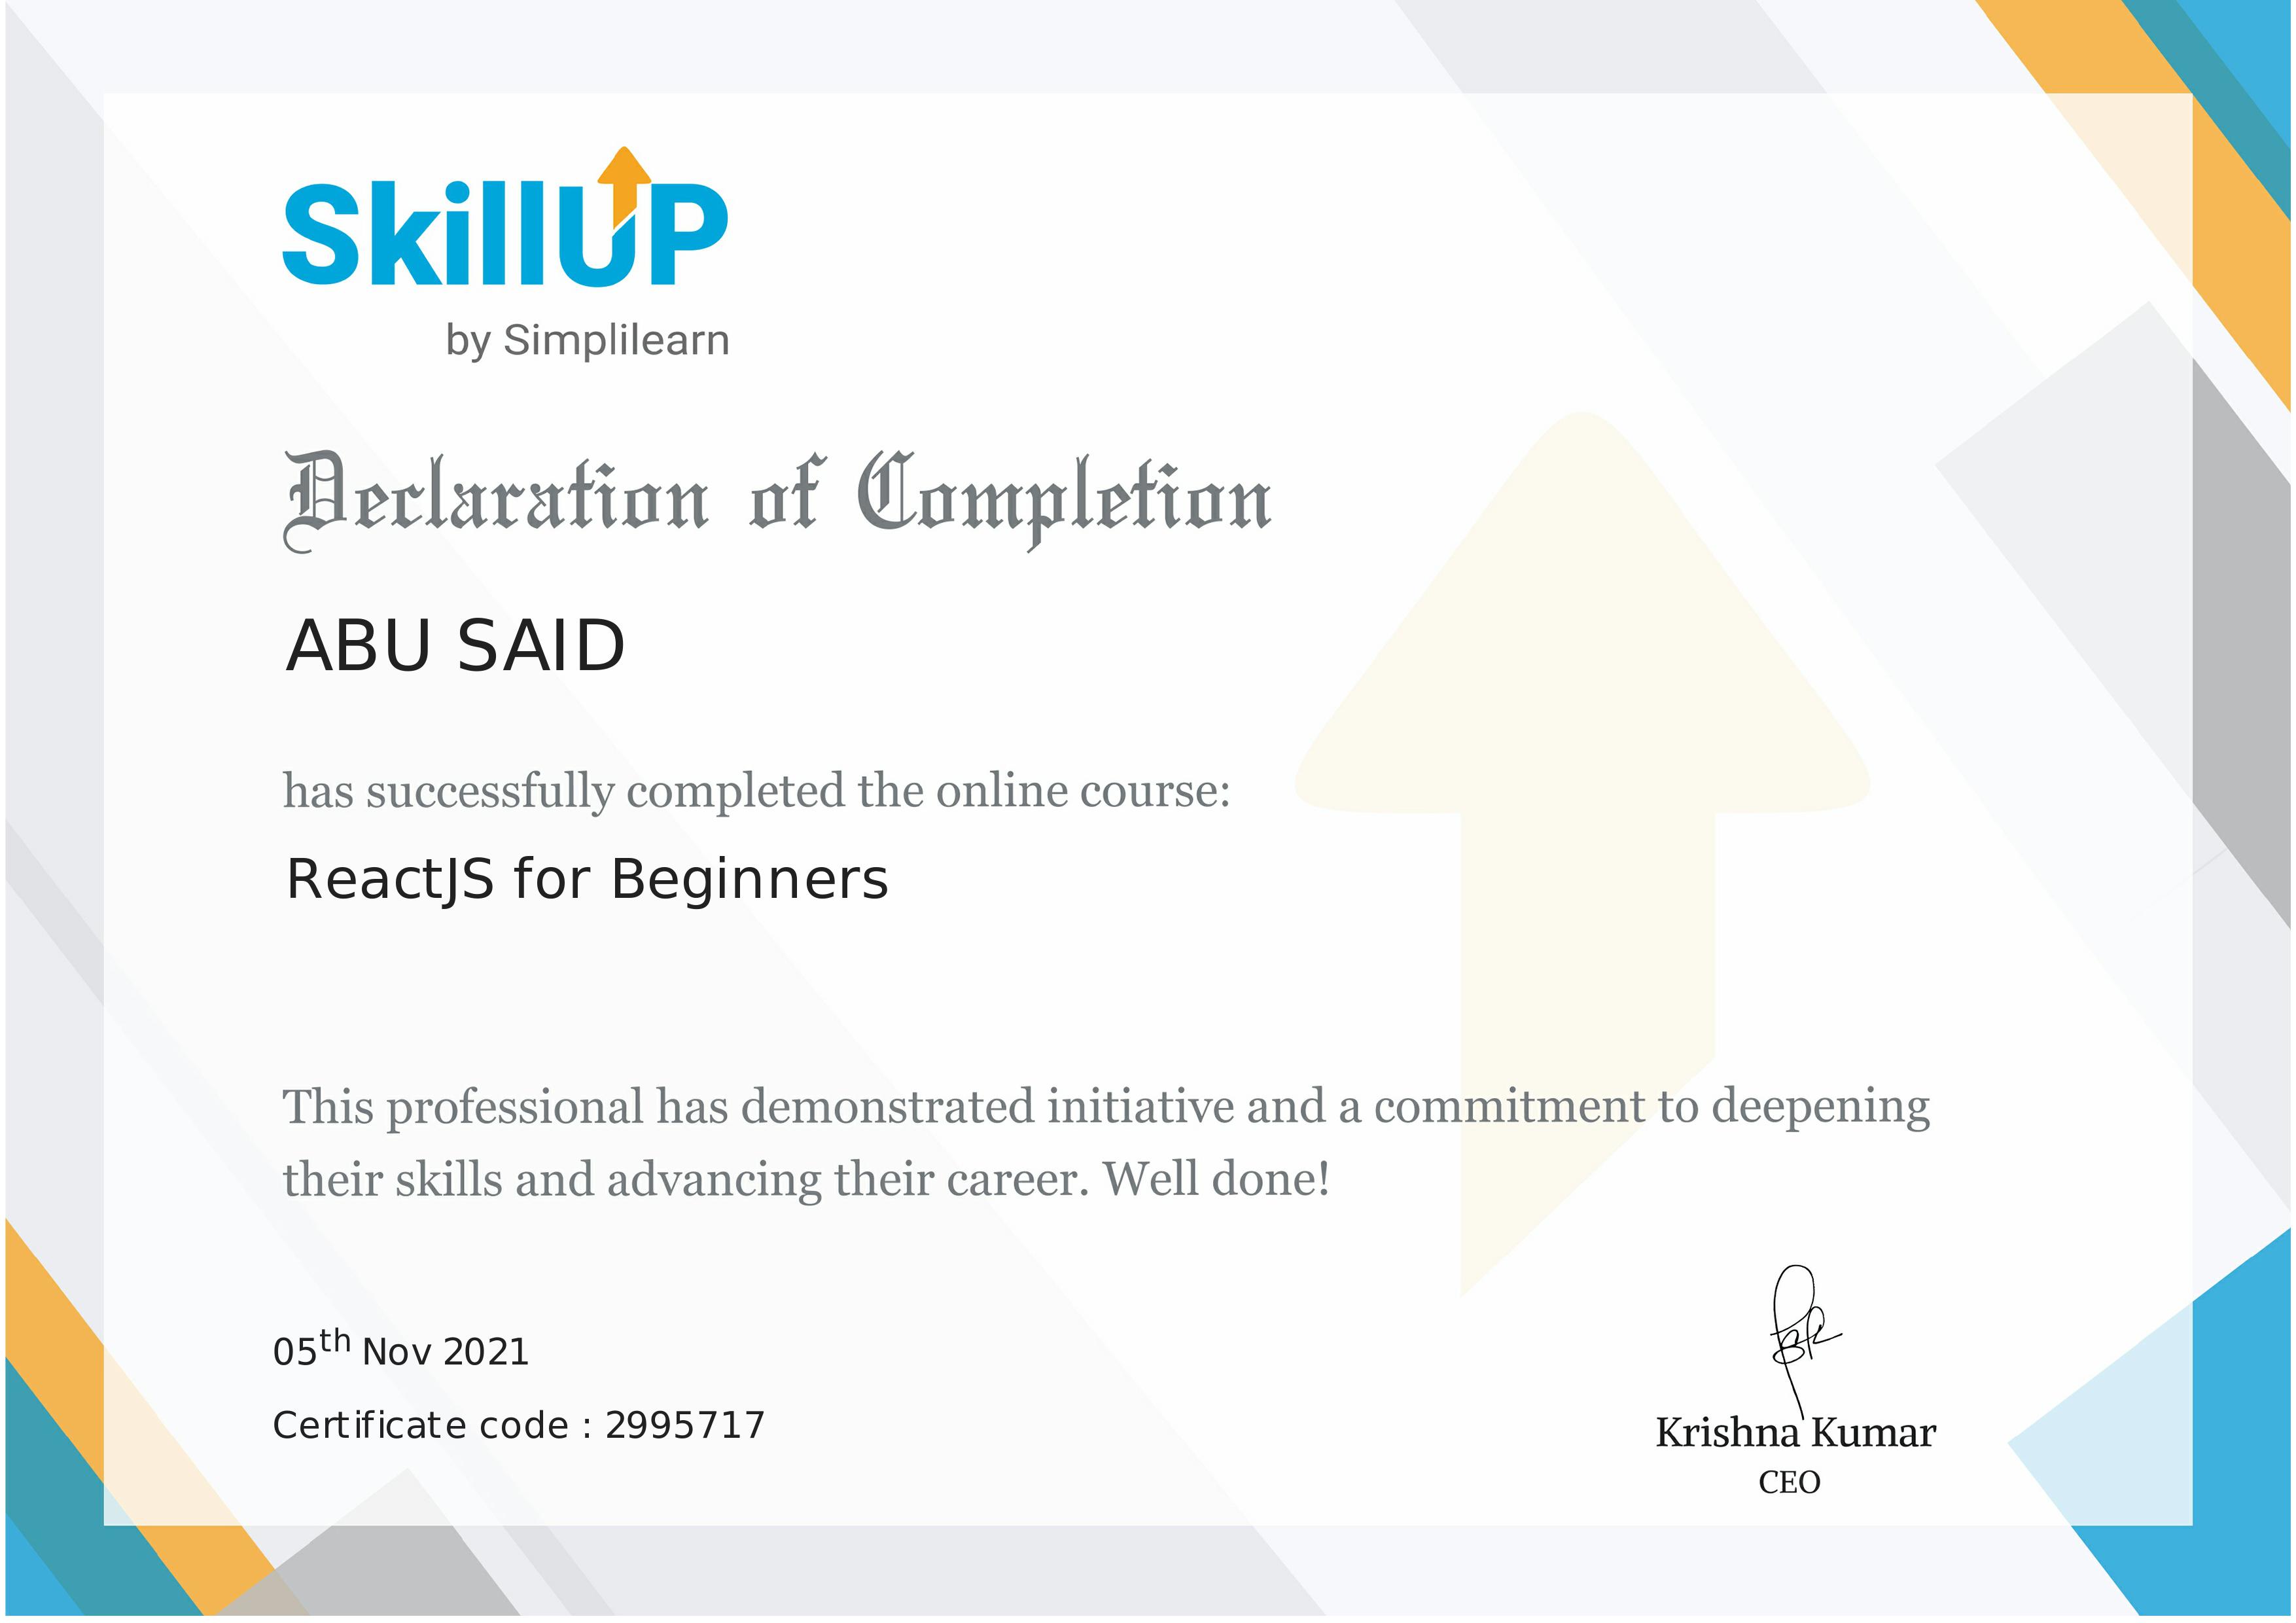 SkillUP
by Simplilearn
Declaration of Completion
ABU SAID
has successfully completed the online course:
ReactJS for Beginners
This professional has demonstrated initiative and a commitment to deepening
their skills and advancing their career. Well done!
05th Nov 2021
Certificate code : 2995717
Krishna Kumar
CEO